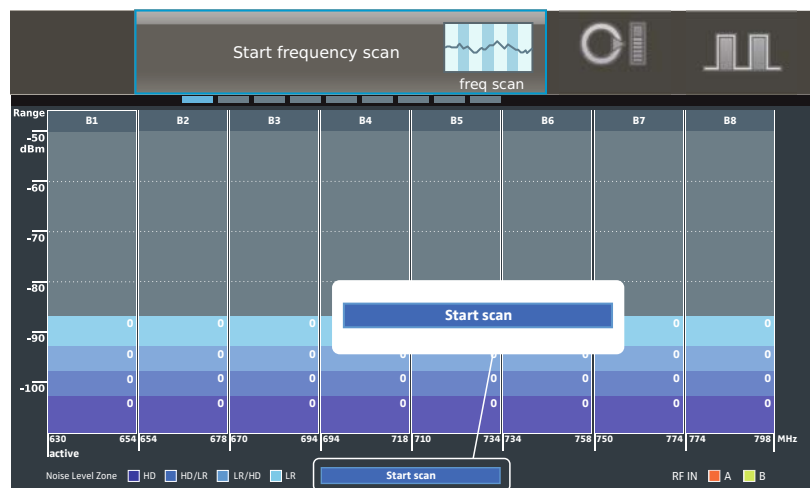 Start frequency scan
freq scan
Range B1 B2 B3 B4 B5 B6 B7 B8
-50
dBm
-60
-70
-80
Start scan
0 0 0 0 0
-90
0 0 0 0 0 0 0 0
0 0 0 0 0 0 0 0
-100
0 0 0 0 0 0 0 0
630 654 654 678 670 694 694 718 710 734 734 758 750 774 774 798 MHz
active
Noise Level Zone HD HD/LR LR/HD LR Start scan RF IN A B